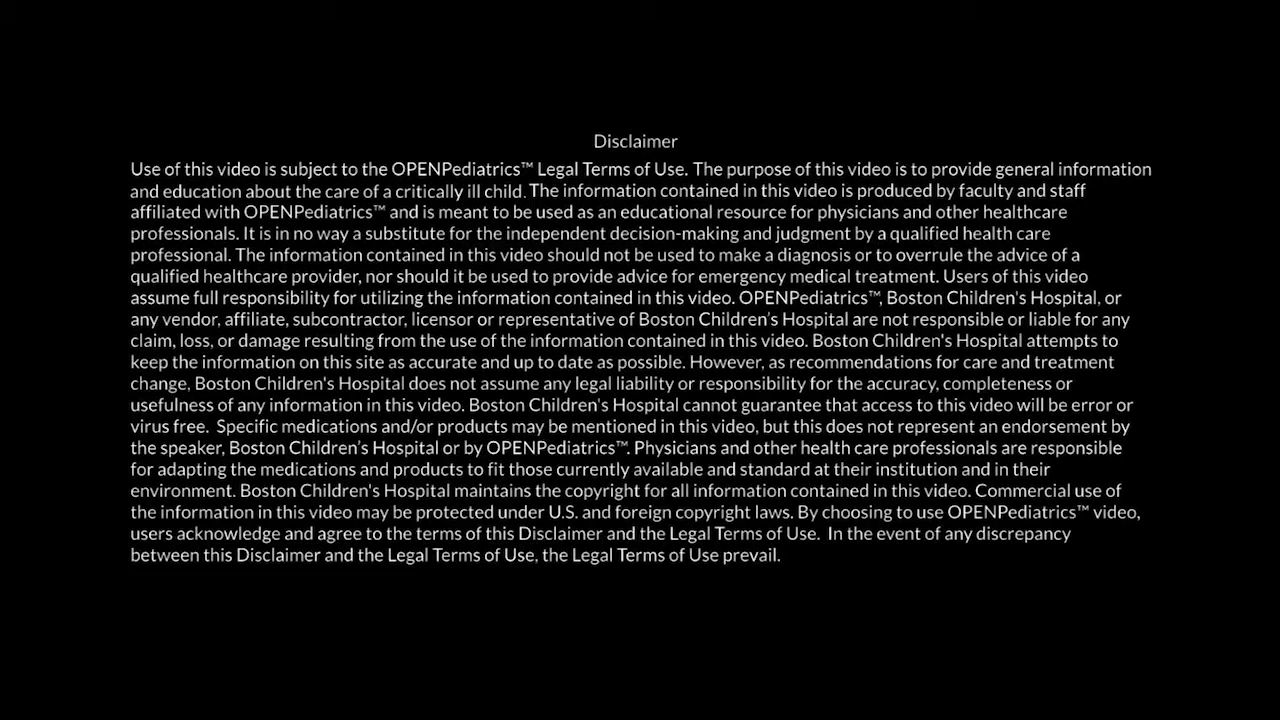 Disclaimer
Use of this video is subject to the OPENPediatrics™ Legal Terms of Use. The purpose of this video is to provide general information
and education about the care of a critically ill child. The information contained in this video is produced by faculty and staff
affiliated with OPENPediatrics™ and is meant to be used as an educational resource for physicians and other healthcare
professionals. It is in no way a substitute for the independent decision-making and judgment by a qualified health care
professional. The information contained in this video should not be used to make a diagnosis or to overrule the advice of a
qualified healthcare provider, nor should it be used to provide advice for emergency medical treatment. Users of this video
assume full responsibility for utilizing the information contained in this video. OPENPediatrics™, Boston Children's Hospital, or
any vendor, affiliate, subcontractor, licensor or representative of Boston Children’s Hospital are not responsible or liable for any
claim, loss, or damage resulting from the use of the information contained in this video. Boston Children's Hospital attempts to
keep the information on this site as accurate and up to date as possible. However, as recommendations for care and treatment
change, Boston Children's Hospital does not assume any legal liability or responsibility for the accuracy, completeness or
usefulness of any information in this video. Boston Children's Hospital cannot guarantee that access to this video will be error or
virus free.  Specific medications and/or products may be mentioned in this video, but this does not represent an endorsement by
the speaker, Boston Children’s Hospital or by OPENPediatrics™. Physicians and other health care professionals are responsible
for adapting the medications and products to fit those currently available and standard at their institution and in their
environment. Boston Children's Hospital maintains the copyright for all information contained in this video. Commercial use of
the information in this video may be protected under U.S. and foreign copyright laws. By choosing to use OPENPediatrics™ video,
users acknowledge and agree to the terms of this Disclaimer and the Legal Terms of Use.  In the event of any discrepancy
between this Disclaimer and the Legal Terms of Use, the Legal Terms of Use prevail.